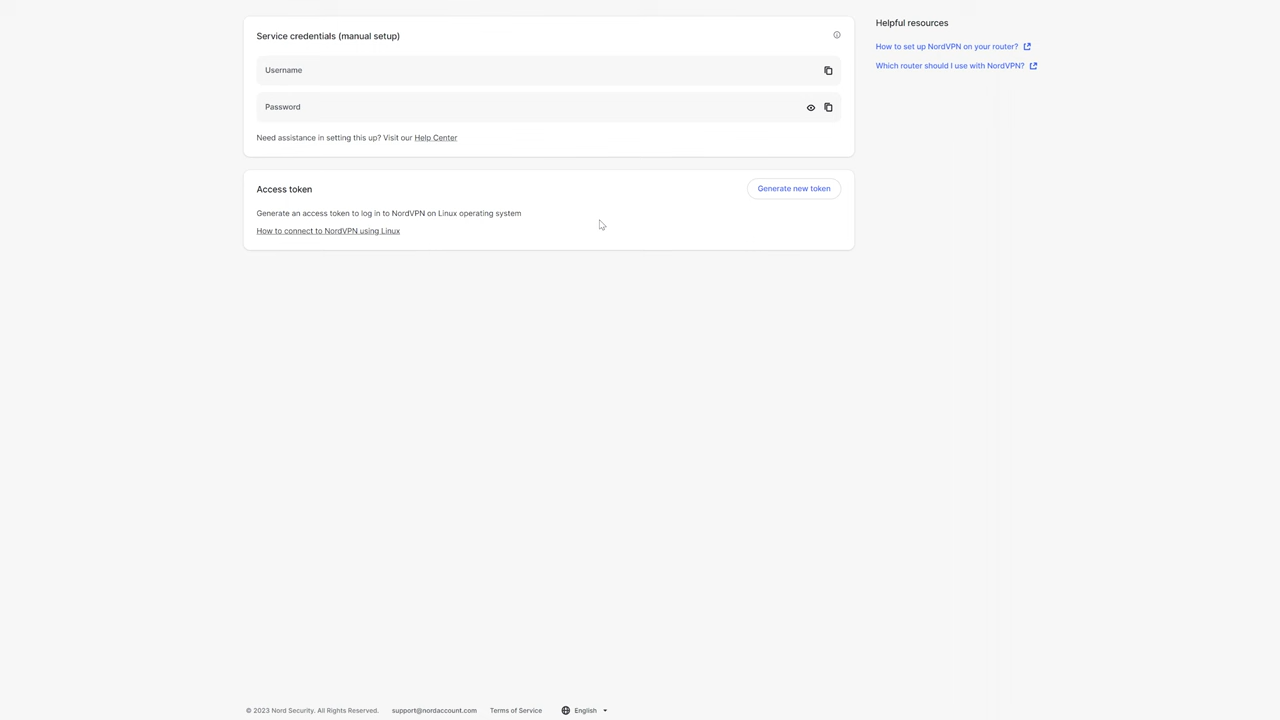 Service credentials (manual setup)
Username
Password
Need assistance in setting this up? Visit our Help Center
Access token
Generate new token
Generate an access token to log in to NordVPN on Linux operating system
How to connect to NordVPN using Linux
Helpful resources
How to set up NordVPN on your router?
Which router should I use with NordVPN?
© 2023 Nord Security. All Rights Reserved. support@nordaccount.com Terms of Service English